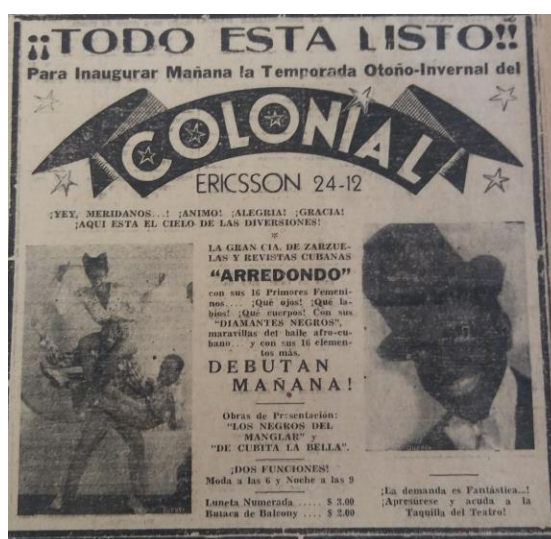 ¡¡TODO ESTA LISTO!!
Para Inaugurar Mañana la Temporada Otoño-Invernal del
COLONIAL
ERICSSON 24-12
¡YEY, MERIDANOS...! ¡ANIMO! ¡ALEGRIA! ¡GRACIA!
¡AQUI ESTA EL CIELO DE LAS DIVERSIONES!
LA GRAN CIA. DE ZARZUE-
LAS Y REVISTAS CUBANAS
"ARREDONDO"
con sus 16 Primores Femeni-
nos.... ¡Qué ojos! ¡Qué la-
bios! ¡Qué cuerpos! Con sus
"DIAMANTES NEGROS",
maravillas del baile afro-cu-
bano... y con sus 16 elemen-
tos más.
DEBUTAN
MAÑANA!
Obras de Presentación:
"LOS NEGROS DEL
MANGLAR" y
"DE CUBITA LA BELLA".
¡DOS FUNCIONES!
Moda a las 6 y Noche a las 9
Luneta Numerada ...... $ 3.00
Butaca de Balcony .... $ 2.00
¡La demanda es Fantástica...!
¡Apresúrese y acuda a la
Taquilla del Teatro!